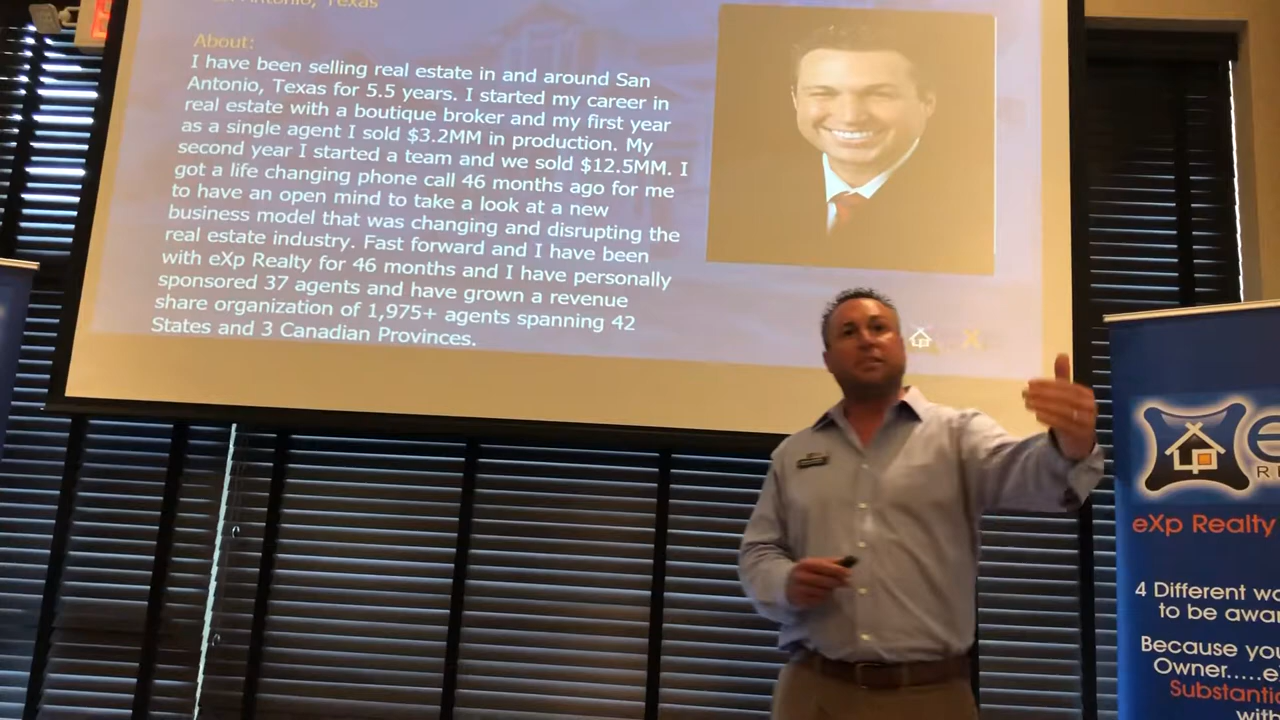 Antonio, Texas
About:
I have been selling real estate in and around San
Antonio, Texas for 5.5 years. I started my career in
real estate with a boutique broker and my first year
as a single agent I sold $3.2MM in production. My
second year I started a team and we sold $12.5MM. I
got a life changing phone call 46 months ago for me
to have an open mind to take a look at a new
business model that was changing and disrupting the
real estate industry. Fast forward and I have been
with eXp Realty for 46 months and I have personally
sponsored 37 agents and have grown a revenue
share organization of 1,975+ agents spanning 42
States and 3 Canadian Provinces.
e
R
eXp Realty
4 Different
to be
Because
Owner.....e
with